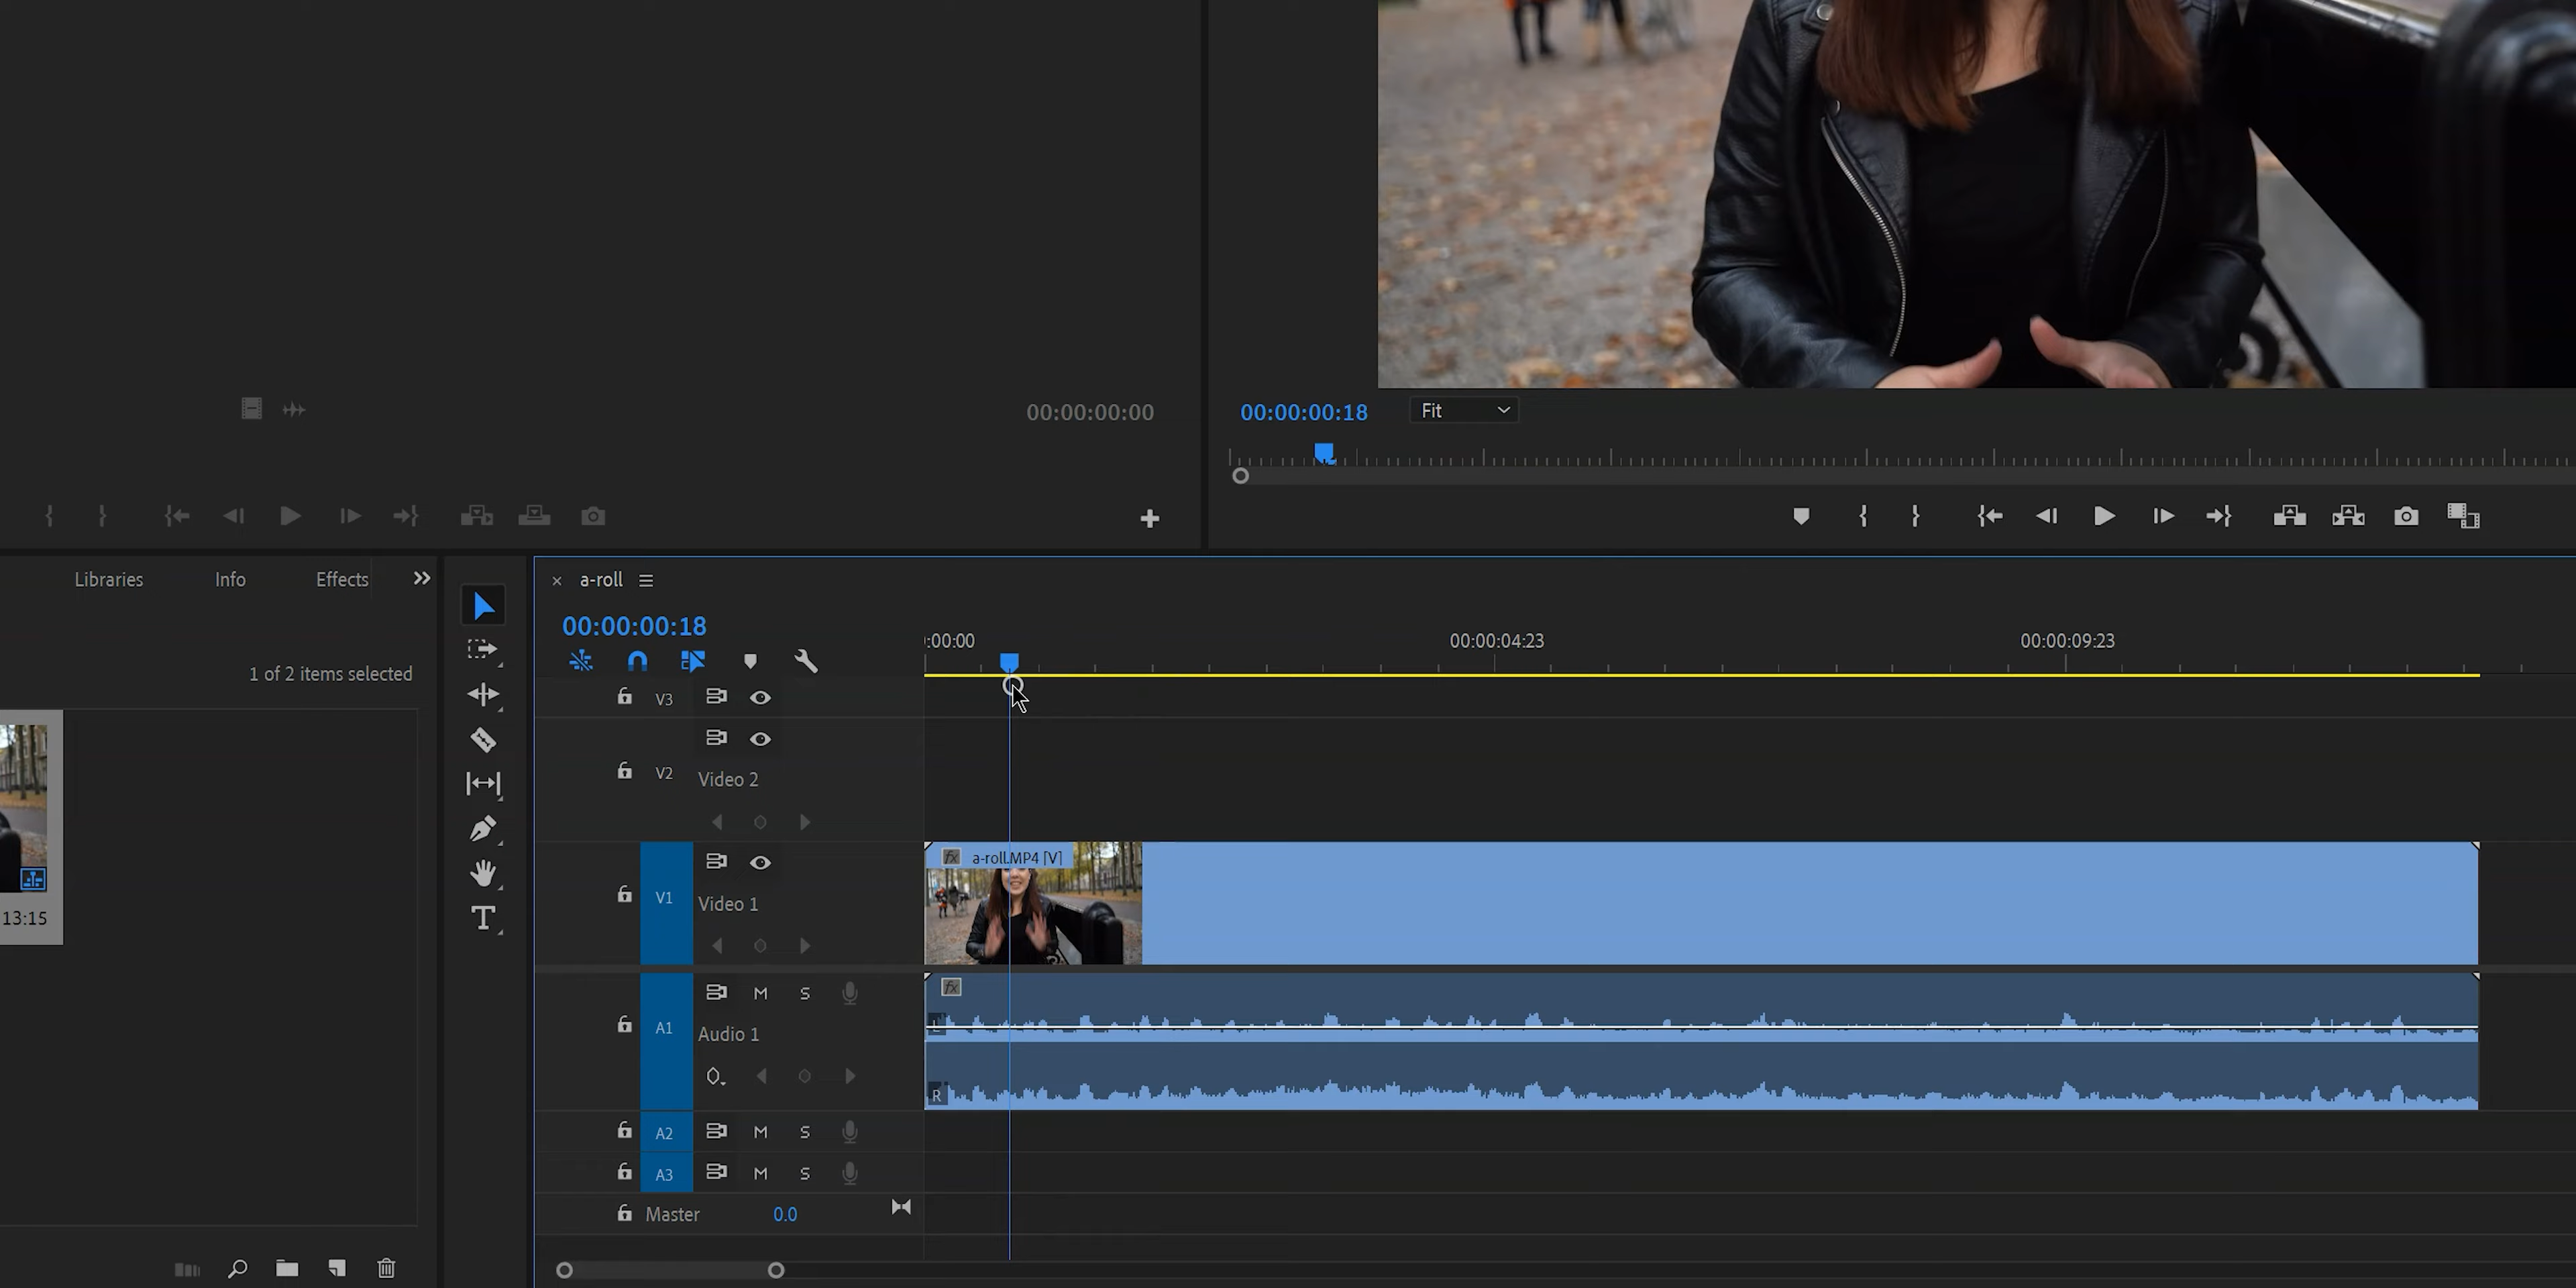 00:00:00:00
00:00:00:18 Fit
Libraries Info Effects
1 of 2 items selected
13:15
a-roll
00:00:00:18
:00:00 00:00:04:23 00:00:09:23
V3
V2 Video 2
V1 Video 1
a-roll.MP4 [V]
fx
A1 M S
Audio 1
fx
L
R
A2 M S
A3 M S
Master 0.0